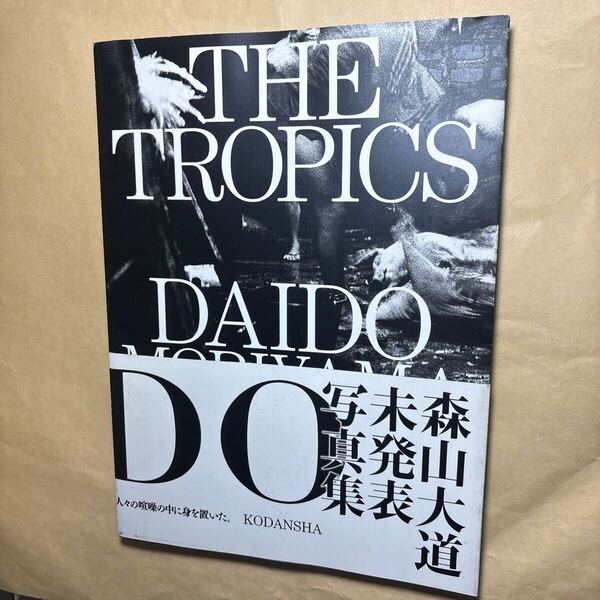 THE
TROPICS
DAIDO
MORIYAMA
DO
森山大道
未発表
写真集
人々の喧噪の中に身を置いた。
KODANSHA